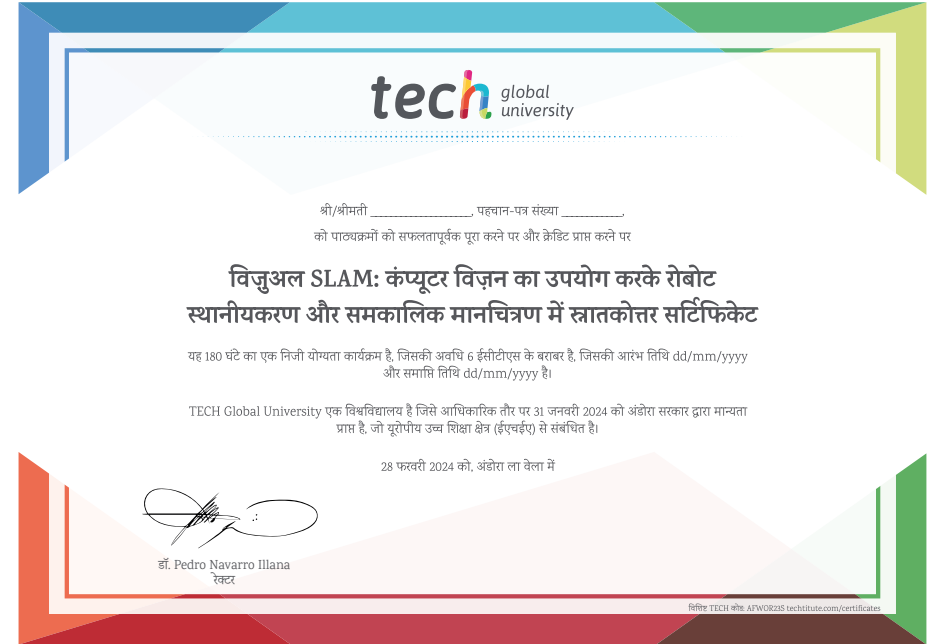 tech global
university
श्री/श्रीमती ____________________, पहचान-पत्र संख्या ____________,
को पाठ्यक्रमों को सफलतापूर्वक पूरा करने पर और क्रेडिट प्राप्त करने पर
विज़ुअल SLAM: कंप्यूटर विज़न का उपयोग करके रोबोट
स्थानीयकरण और समकालिक मानचित्रण में स्नातकोत्तर सर्टिफिकेट
यह 180 घंटे का एक निजी योग्यता कार्यक्रम है, जिसकी अवधि 6 ईसीटीएस के बराबर है, जिसकी आरंभ तिथि dd/mm/yyyy
और समाप्ति तिथि dd/mm/yyyy है।
TECH Global University एक विश्वविद्यालय है जिसे आधिकारिक तौर पर 31 जनवरी 2024 को अंडोरा सरकार द्वारा मान्यता
प्राप्त है, जो यूरोपीय उच्च शिक्षा क्षेत्र (ईएचईए) से संबंधित है।
28 फरवरी 2024 को, अंडोरा ला वेला में
डॉ. Pedro Navarro Illana
रेक्टर
विशिष्ट TECH कोड: AFWOR23S techtitute.com/certificates